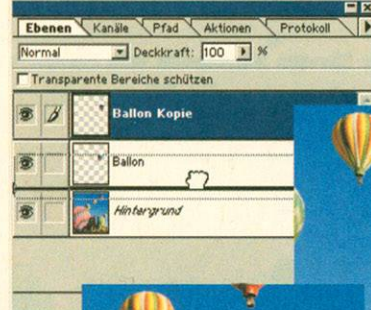 Ebenen Kanäle Pfad Aktionen Protokoll
Normal Deckkraft: 100 %
Transparente Bereiche schützen
Ballon Kopie
Ballon
Hintergrund